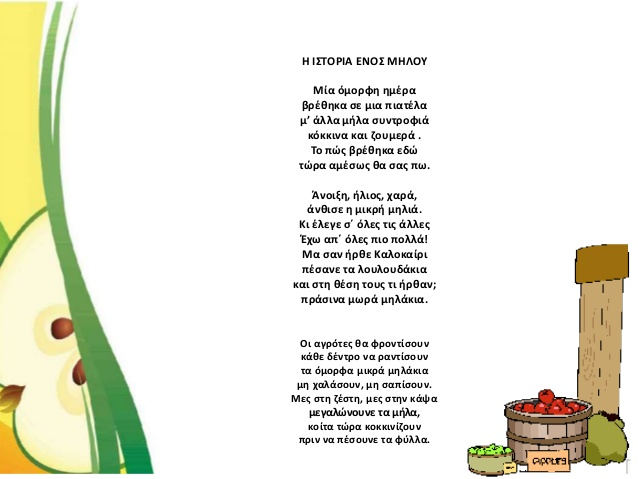 Η ΙΣΤΟΡΙΑ ΕΝΟΣ ΜΗΛΟΥ
Μία όμορφη ημέρα
βρέθηκα σε μια πιατέλα
μ’ άλλα μήλα συντροφιά
κόκκινα και ζουμερά .
Το πώς βρέθηκα εδώ
τώρα αμέσως θα σας πω.
Άνοιξη, ήλιος, χαρά,
άνθισε η μικρή μηλιά.
Κι έλεγε σ΄ όλες τις άλλες
Έχω απ΄ όλες πιο πολλά!
Μα σαν ήρθε Καλοκαίρι
πέσανε τα λουλουδάκια
και στη θέση τους τι ήρθαν;
πράσινα μωρά μηλάκια.
Οι αγρότες θα φροντίσουν
κάθε δέντρο να ραντίσουν
τα όμορφα μικρά μηλάκια
μη χαλάσουν, μη σαπίσουν.
Μες στη ζέστη, μες στην κάψα
μεγαλώνουνε τα μήλα,
κοίτα τώρα κοκκινίζουν
πριν να πέσουνε τα φύλλα.